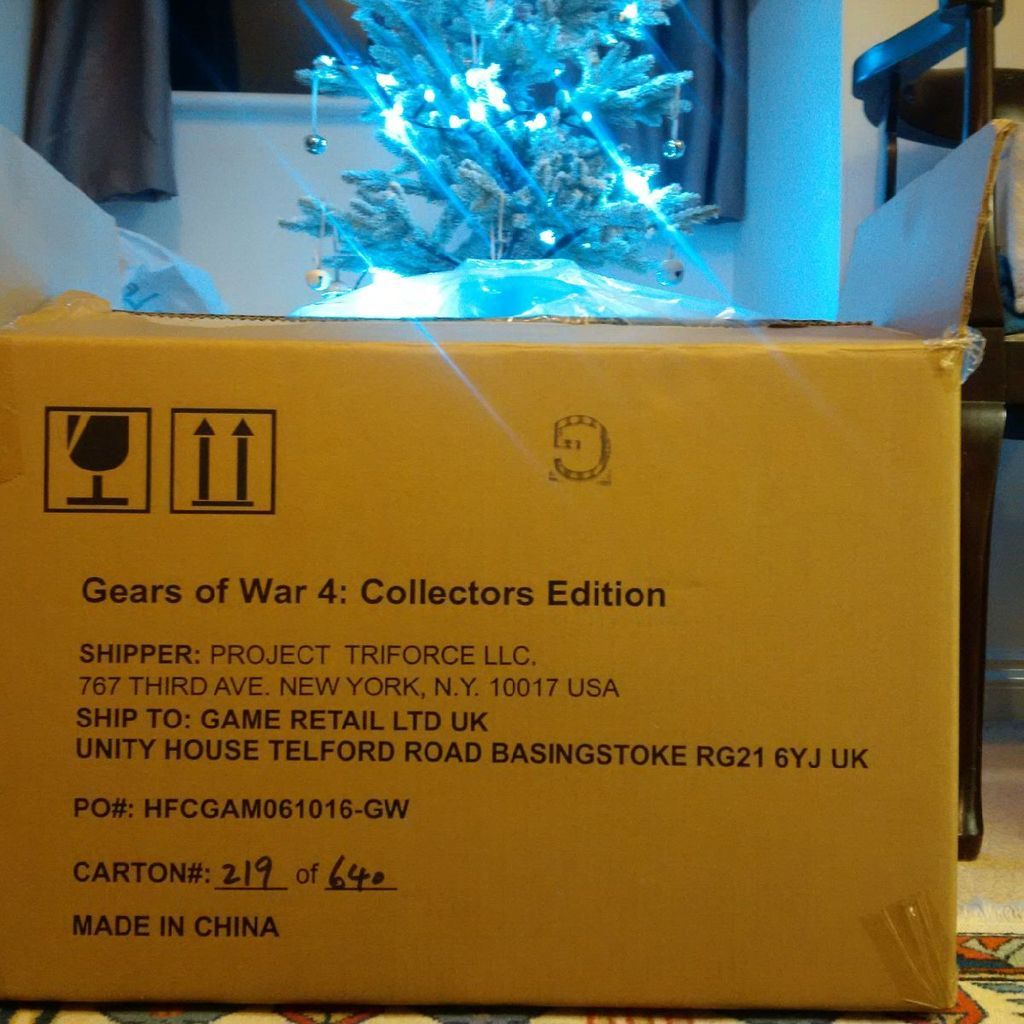 Gears of War 4: Collectors Edition
SHIPPER: PROJECT TRIFORCE LLC.
767 THIRD AVE. NEW YORK, N.Y. 10017 USA
SHIP TO: GAME RETAIL LTD UK
UNITY HOUSE TELFORD ROAD BASINGSTOKE RG21 6YJ UK
PO#: HFCGAM061016-GW
CARTON#: 219 of 640
MADE IN CHINA